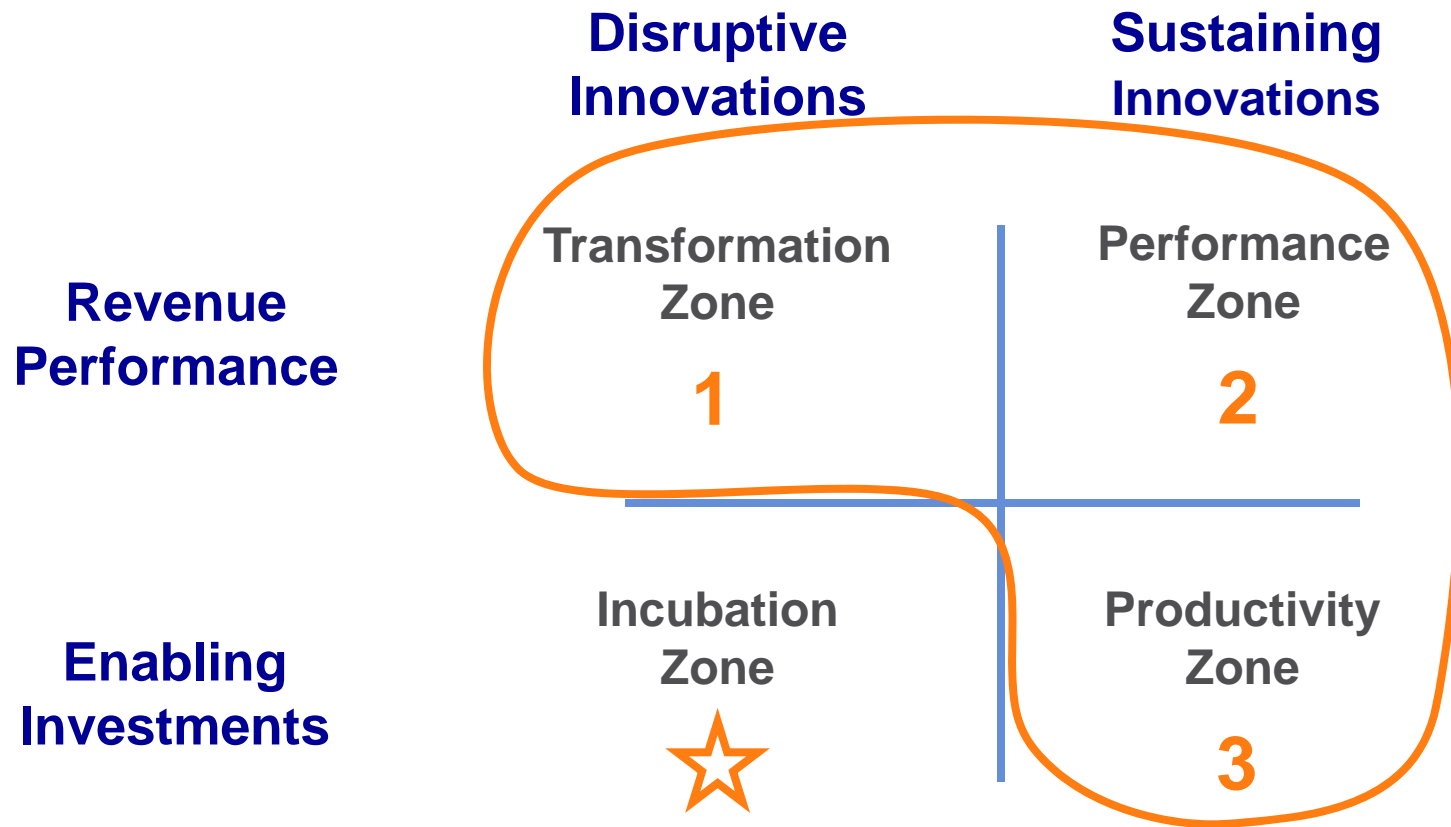 Disruptive
Innovations
Sustaining
Innovations
Revenue
Performance
Transformation
Zone
1
Performance
Zone
2
Enabling
Investments
Incubation
Zone
Productivity
Zone
3